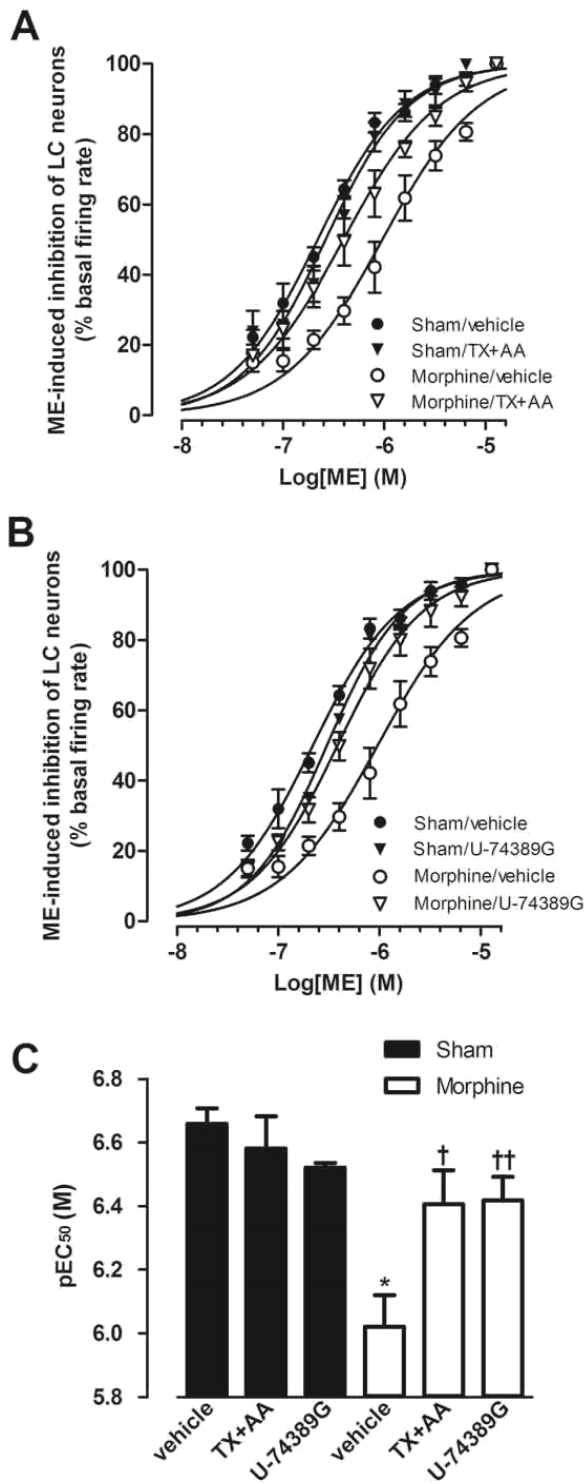 A
ME-induced inhibition of LC neurons
(% basal firing rate)
100
80
60
40
20
0
Sham/vehicle
Sham/TX+AA
Morphine/vehicle
Morphine/TX+AA
-8 -7 -6 -5
Log[ME] (M)
B
ME-induced inhibition of LC neurons
(% basal firing rate)
100
80
60
40
20
0
Sham/vehicle
Sham/U-74389G
Morphine/vehicle
Morphine/U-74389G
-8 -7 -6 -5
Log[ME] (M)
C
Sham
Morphine
pEC50 (M)
6.8
6.6
6.4
6.2
6.0
5.8
* † ††
vehicle TX+AA U-74389G vehicle TX+AA U-74389G